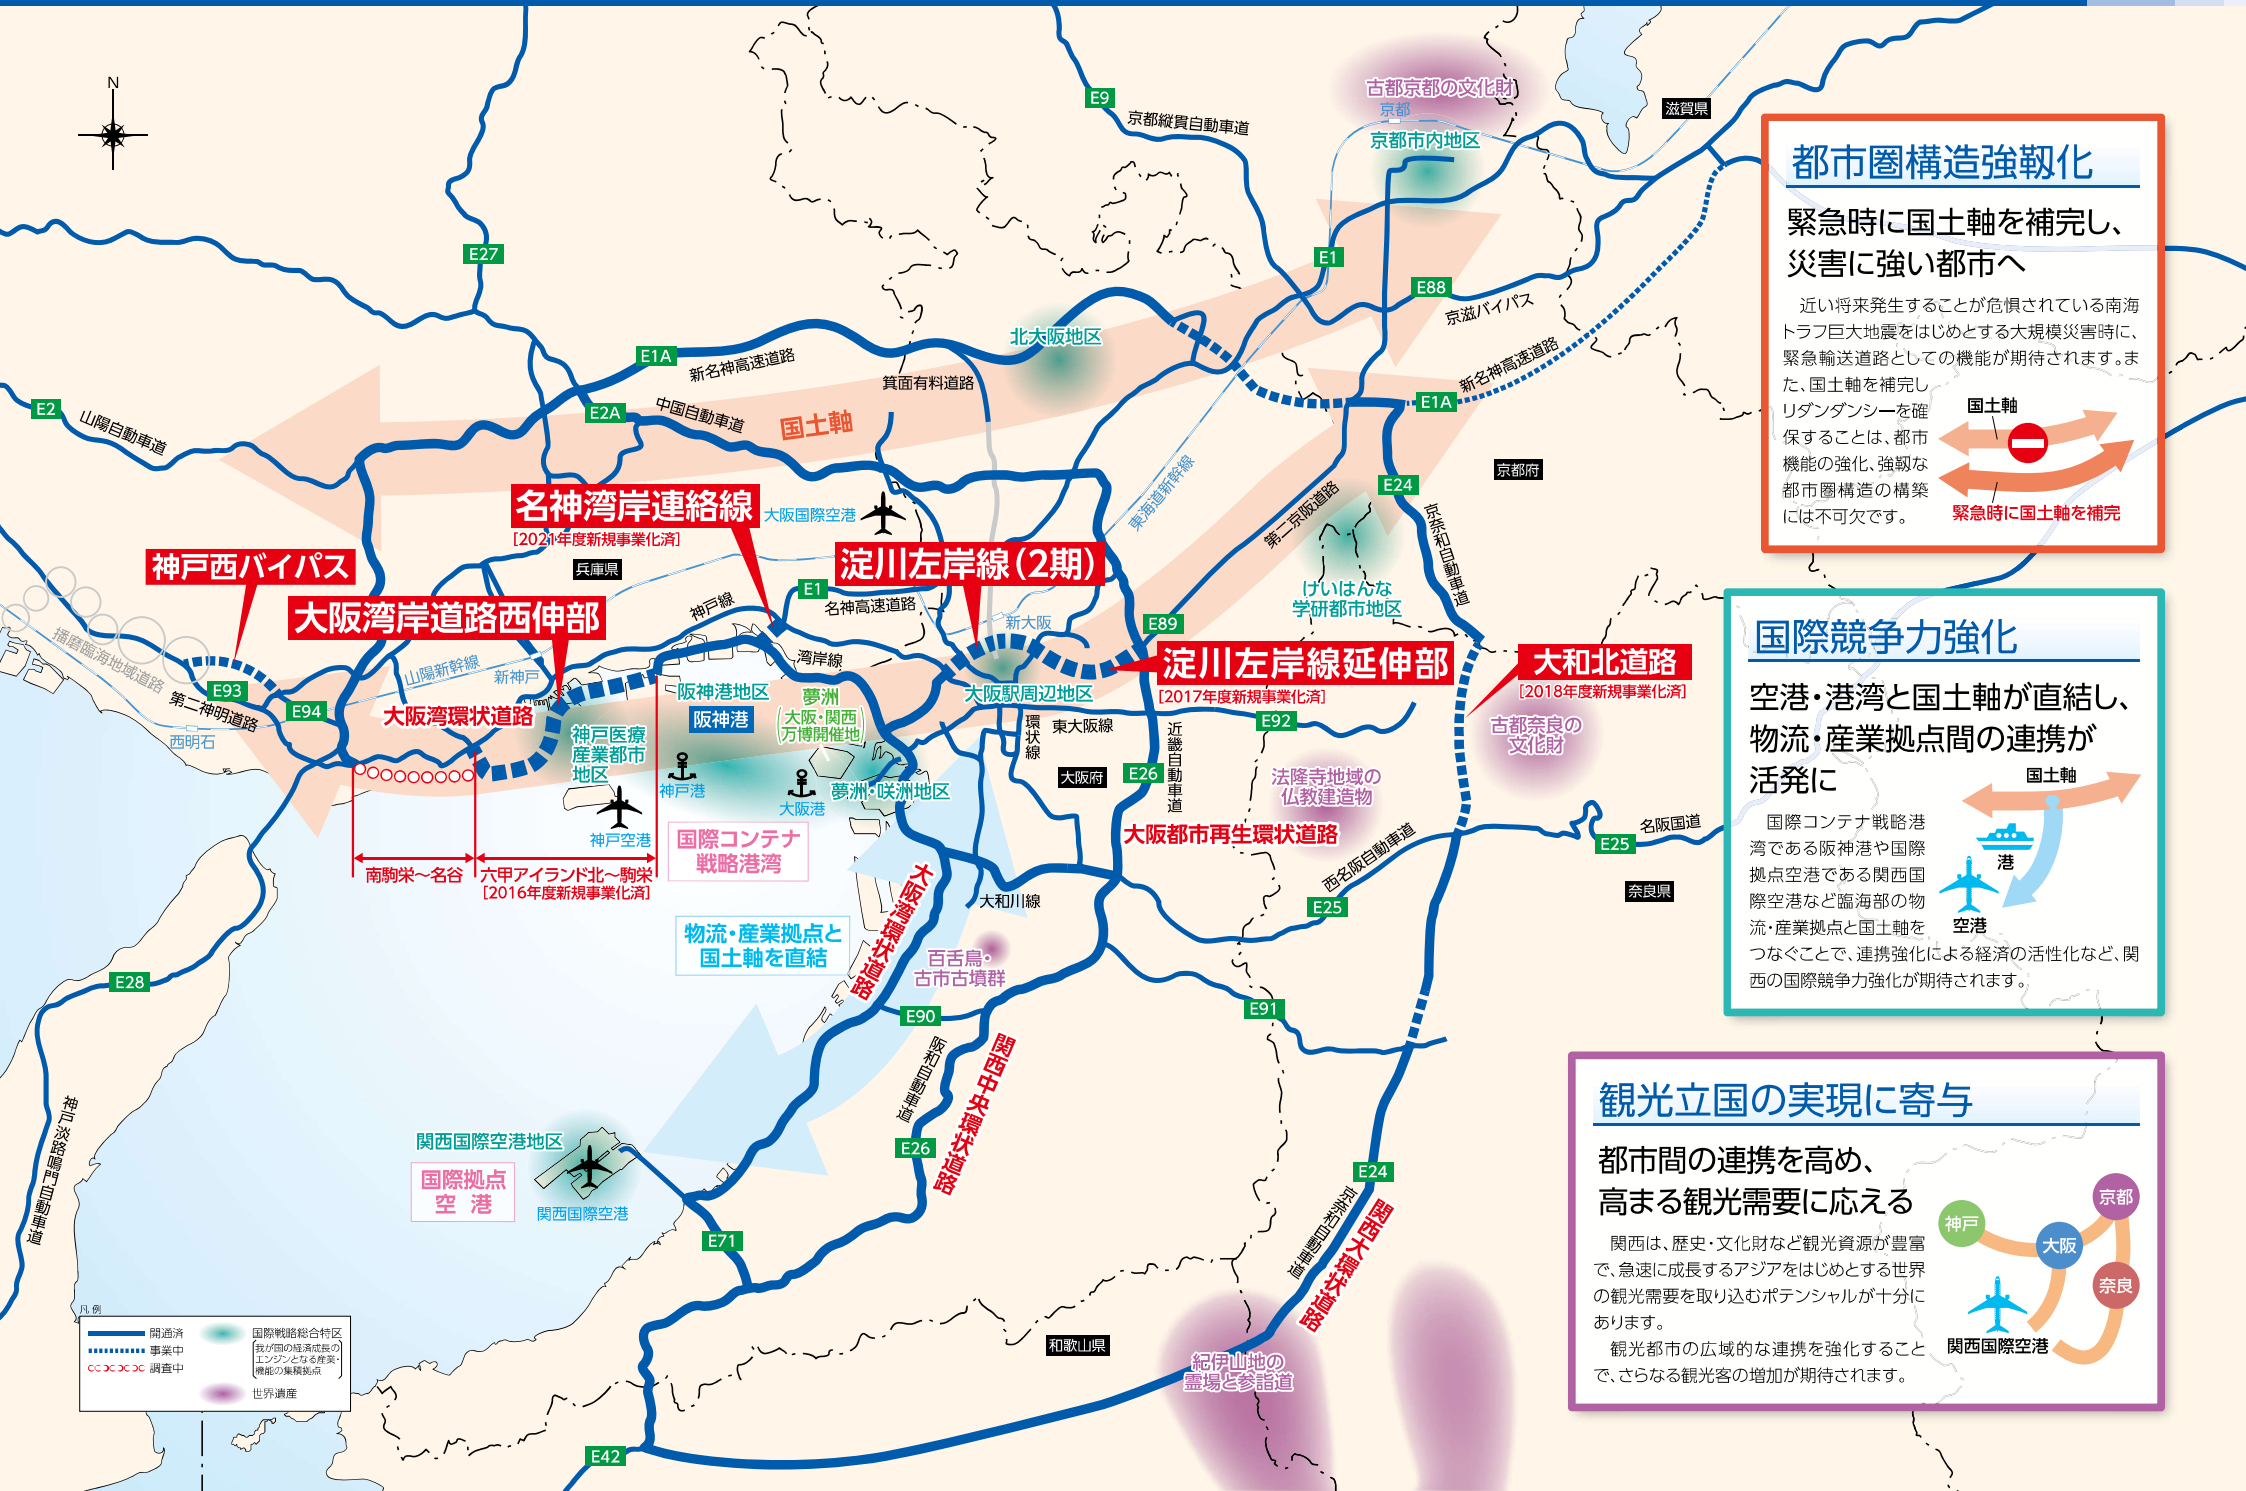 N
E9
京都縦貫自動車道
古都京都の文化財
京都
京都市内地区
滋賀県
E27
E1
E88
京滋バイパス
北大阪地区
E1A
新名神高速道路
箕面有料道路
新名神高速道路
E1A
E2
山陽自動車道
E2A
中国自動車道
国土軸
東海道新幹線
京都府
E24
第二京阪道路
京奈和自動車道
名神湾岸連絡線
[2021年度新規事業化済]
大阪国際空港
淀川左岸線(2期)
神戸西バイパス
兵庫県
大阪湾岸道路西伸部
神戸線
E1
名神高速道路
けいはんな
学研都市地区
新大阪
E89
播磨臨海地域道路
山陽新幹線
新神戸
湾岸線
淀川左岸線延伸部
[2017年度新規事業化済]
大和北道路
[2018年度新規事業化済]
E93
第二神明道路
E94
西明石
大阪湾環状道路
阪神港地区
阪神港
夢洲
(大阪・関西
万博開催地)
大阪駅周辺地区
環状線
東大阪線
近畿自動車道
E92
古都奈良の
文化財
神戸医療
産業都市
地区
神戸港
大阪港
夢洲・咲洲地区
大阪府
E26
法隆寺地域の
仏教建造物
神戸空港
国際コンテナ
戦略港湾
大阪都市再生環状道路
西名阪自動車道
E25
名阪国道
E25
奈良県
南駒栄〜名谷
六甲アイランド北〜駒栄
[2016年度新規事業化済]
大阪湾環状道路
大和川線
物流・産業拠点と
国土軸を直結
百舌鳥・
古市古墳群
E28
E90
E91
阪和自動車道
関西中央環状道路
神戸淡路鳴門自動車道
関西国際空港地区
国際拠点
空 港
関西国際空港
E26
E24
京奈和自動車道
関西大環状道路
E71
和歌山県
紀伊山地の
霊場と参詣道
E42
凡例
開通済
事業中
調査中
国際戦略総合特区
[我が国の経済成長の
エンジンとなる産業・
機能の集積拠点]
世界遺産
都市圏構造強靱化
緊急時に国土軸を補完し、
災害に強い都市へ
近い将来発生することが危惧されている南海
トラフ巨大地震をはじめとする大規模災害時に、
緊急輸送道路としての機能が期待されます。ま
た、国土軸を補完し
リダンダンシーを確
保することは、都市
機能の強化、強靱な
都市圏構造の構築
には不可欠です。
国土軸
緊急時に国土軸を補完
国際競争力強化
空港・港湾と国土軸が直結し、
物流・産業拠点間の連携が
活発に
国際コンテナ戦略港
湾である阪神港や国際
拠点空港である関西国
際空港など臨海部の物
流・産業拠点と国土軸を
つなぐことで、連携強化による経済の活性化など、関
西の国際競争力強化が期待されます。
国土軸
港
空港
観光立国の実現に寄与
都市間の連携を高め、
高まる観光需要に応える
関西は、歴史・文化財など観光資源が豊富
で、急速に成長するアジアをはじめとする世界
の観光需要を取り込むポテンシャルが十分に
あります。
観光都市の広域的な連携を強化すること
で、さらなる観光客の増加が期待されます。
神戸
大阪
京都
奈良
関西国際空港